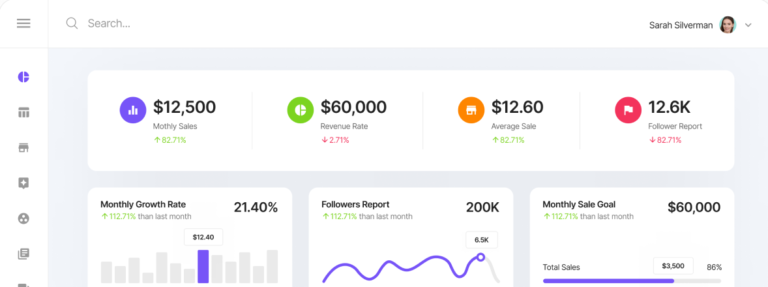 Search...
Sarah Silverman
$12,500
Mothly Sales
↑ 82.71%
$60,000
Revenue Rate
↓ 2.71%
$12.60
Average Sale
↑ 82.71%
12.6K
Follower Report
↓ 82.71%
Monthly Growth Rate
↑ 112.71% than last month
21.40%
$12.40
Followers Report
↑ 112.71% than last month
200K
6.5K
Monthly Sale Goal
↑ 112.71% than last month
$60,000
Total Sales
$3,500
86%